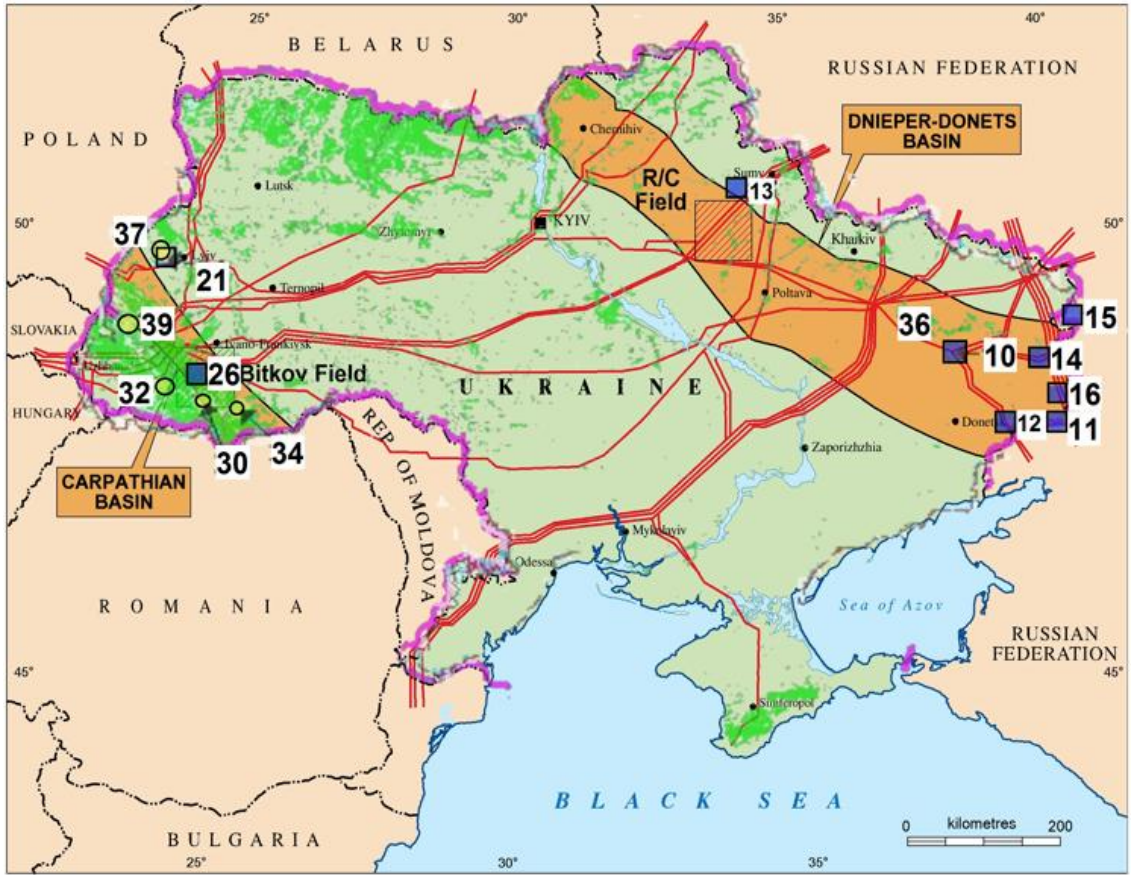 25°
30°
35°
40°
BELARUS
RUSSIAN FEDERATION
POLAND
Chernihiv
DNIEPER-DONETS
BASIN
Lutsk
R/C
Field
Sumy
13
50°
37
Zhytomyr
KYIV
Kharkiv
50°
Lviv
21
Ternopil
Poltava
SLOVAKIA
39
36
15
Ivano-Frankivsk
10
14
32
26
Bitkov Field
UKRAINE
16
HUNGARY
Donet
12
11
30
34
Zaporizhzhia
CARPATHIAN
BASIN
REP OF MOLDOVA
Mykolayiv
Odessa
ROMANIA
Sea of Azov
RUSSIAN
FEDERATION
45°
45°
Simferopol
BLACK SEA
kilometres
0
200
BULGARIA
25°
30°
35°